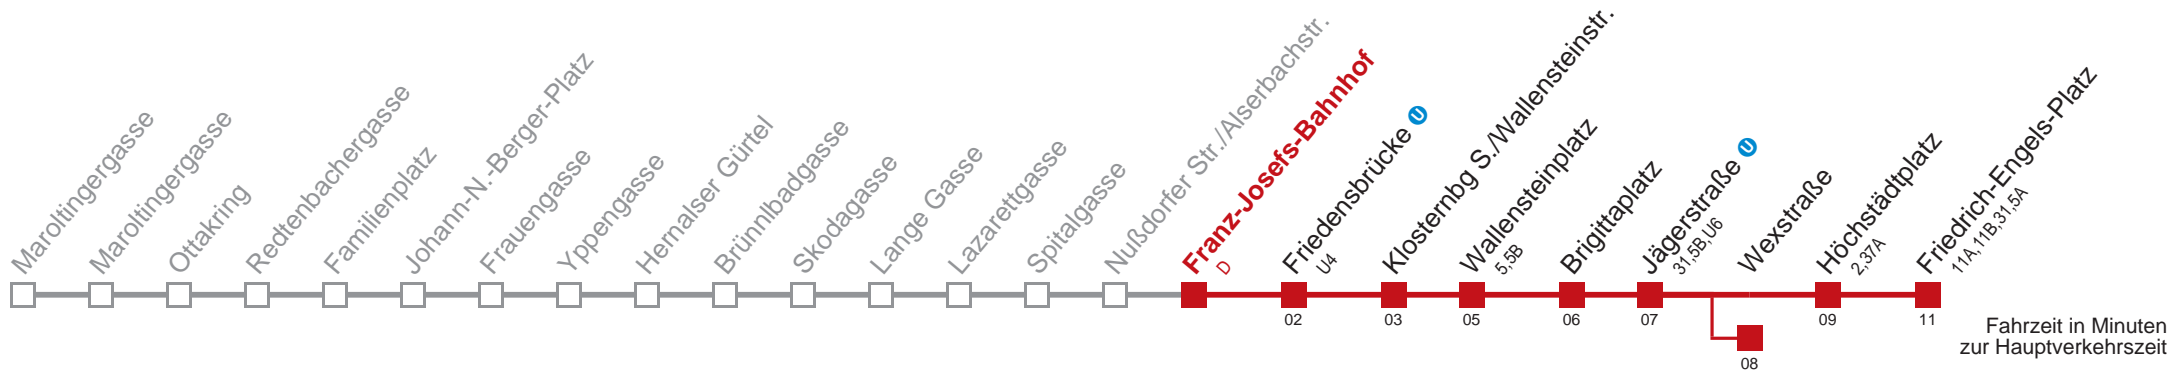 Maroltingergasse
Maroltingergasse
Ottakring
Redtenbachergasse
Familienplatz
Johann-N.-Berger-Platz
Frauengasse
Yppengasse
Hernalser Gürtel
Brünnlbadgasse
Skodagasse
Lange Gasse
Lazarettgasse
Spitalgasse
Nußdorfer Str./Alserbachstr.
Franz-Josefs-Bahnhof
D
Friedensbrücke U
U4
Klosternbg S./Wallensteinstr.
Wallensteinplatz
5,5B
Brigittaplatz
Jägerstraße U
31,5B,U6
Wexstraße
Höchstädtplatz
2,37A
Friedrich-Engels-Platz
11A,11B,31,5A
02 03 05 06 07 09 11
08
Fahrzeit in Minuten
zur Hauptverkehrszeit